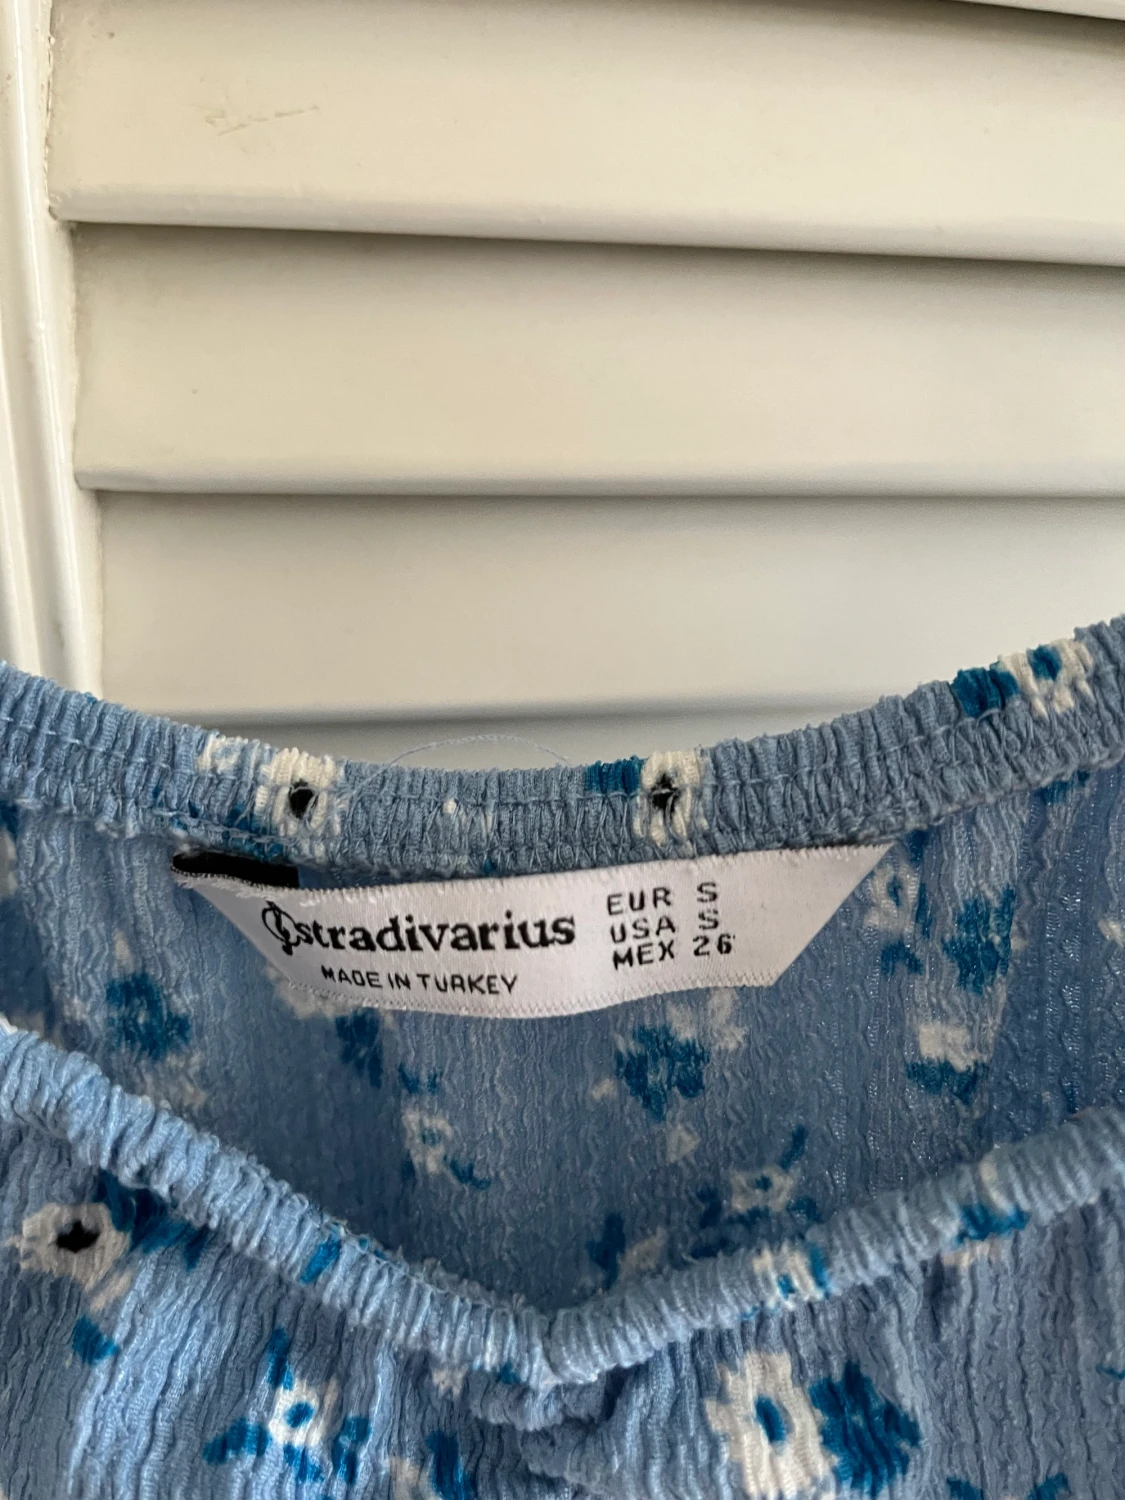 stradivarius
MADE IN TURKEY
EUR S
USA S
MEX 26